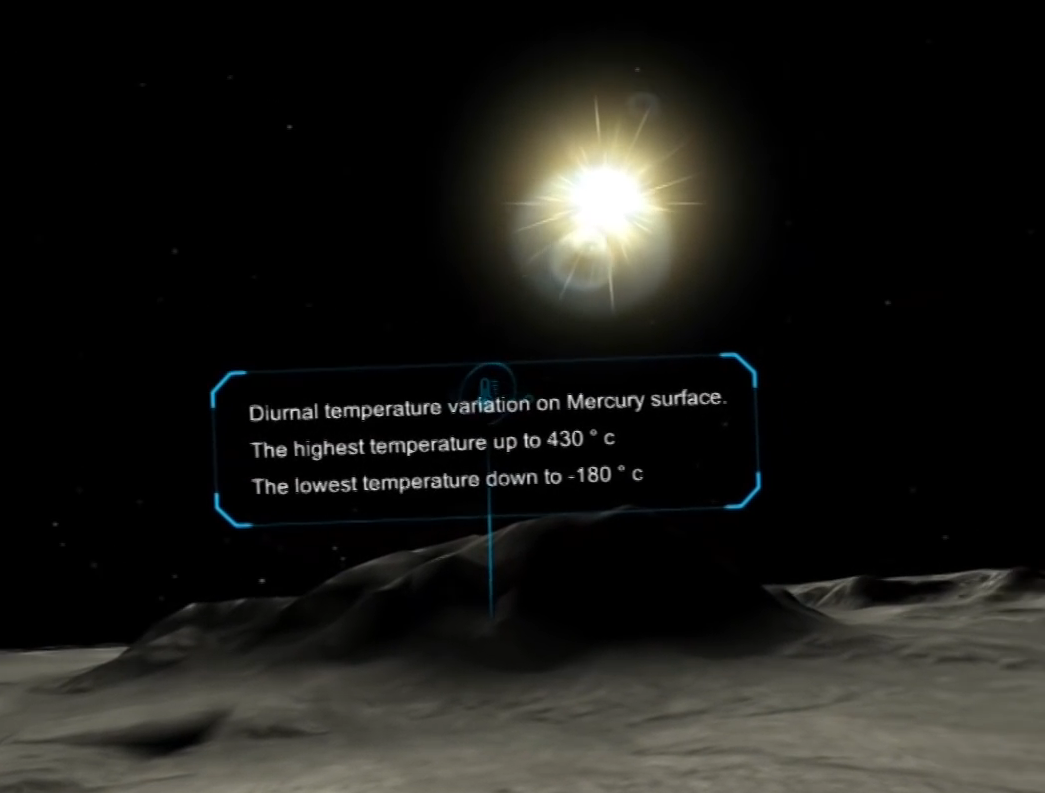 Diurnal temperature variation on Mercury surface.
The highest temperature up to 430 ° c
The lowest temperature down to -180 ° c